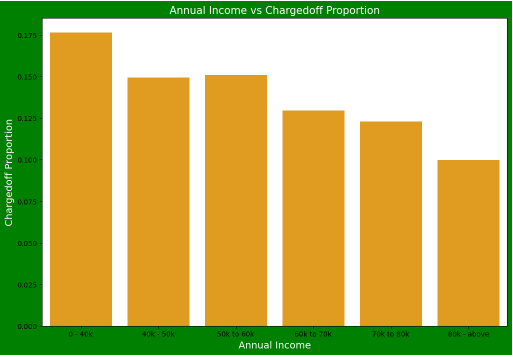 Annual Income vs Chargedoff Proportion
Chargedoff Proportion
0.175
0.150
0.125
0.100
0.075
0.050
0.025
0.000
0 - 40k
40k - 50k
50k to 60k
60k to 70k
70k to 80k
80k - above
Annual Income